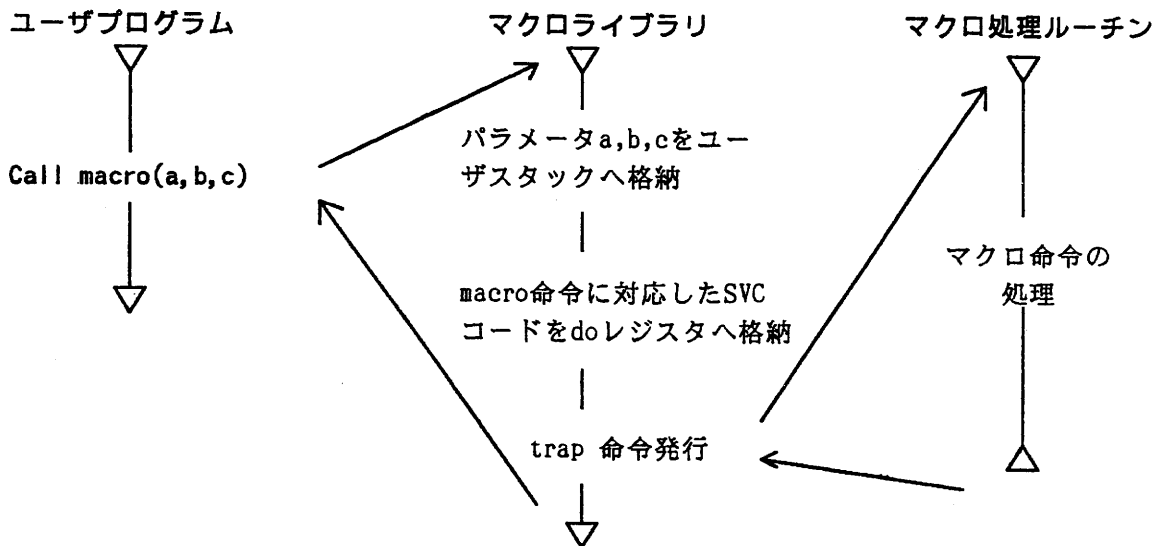 ユーザプログラム
マクロライブラリ
マクロ処理ルーチン
Call macro(a,b,c)
パラメータa,b,cをユー
ザスタックへ格納
macro命令に対応したSVC
コードをdoレジスタへ格納
trap 命令発行
マクロ命令の
処理